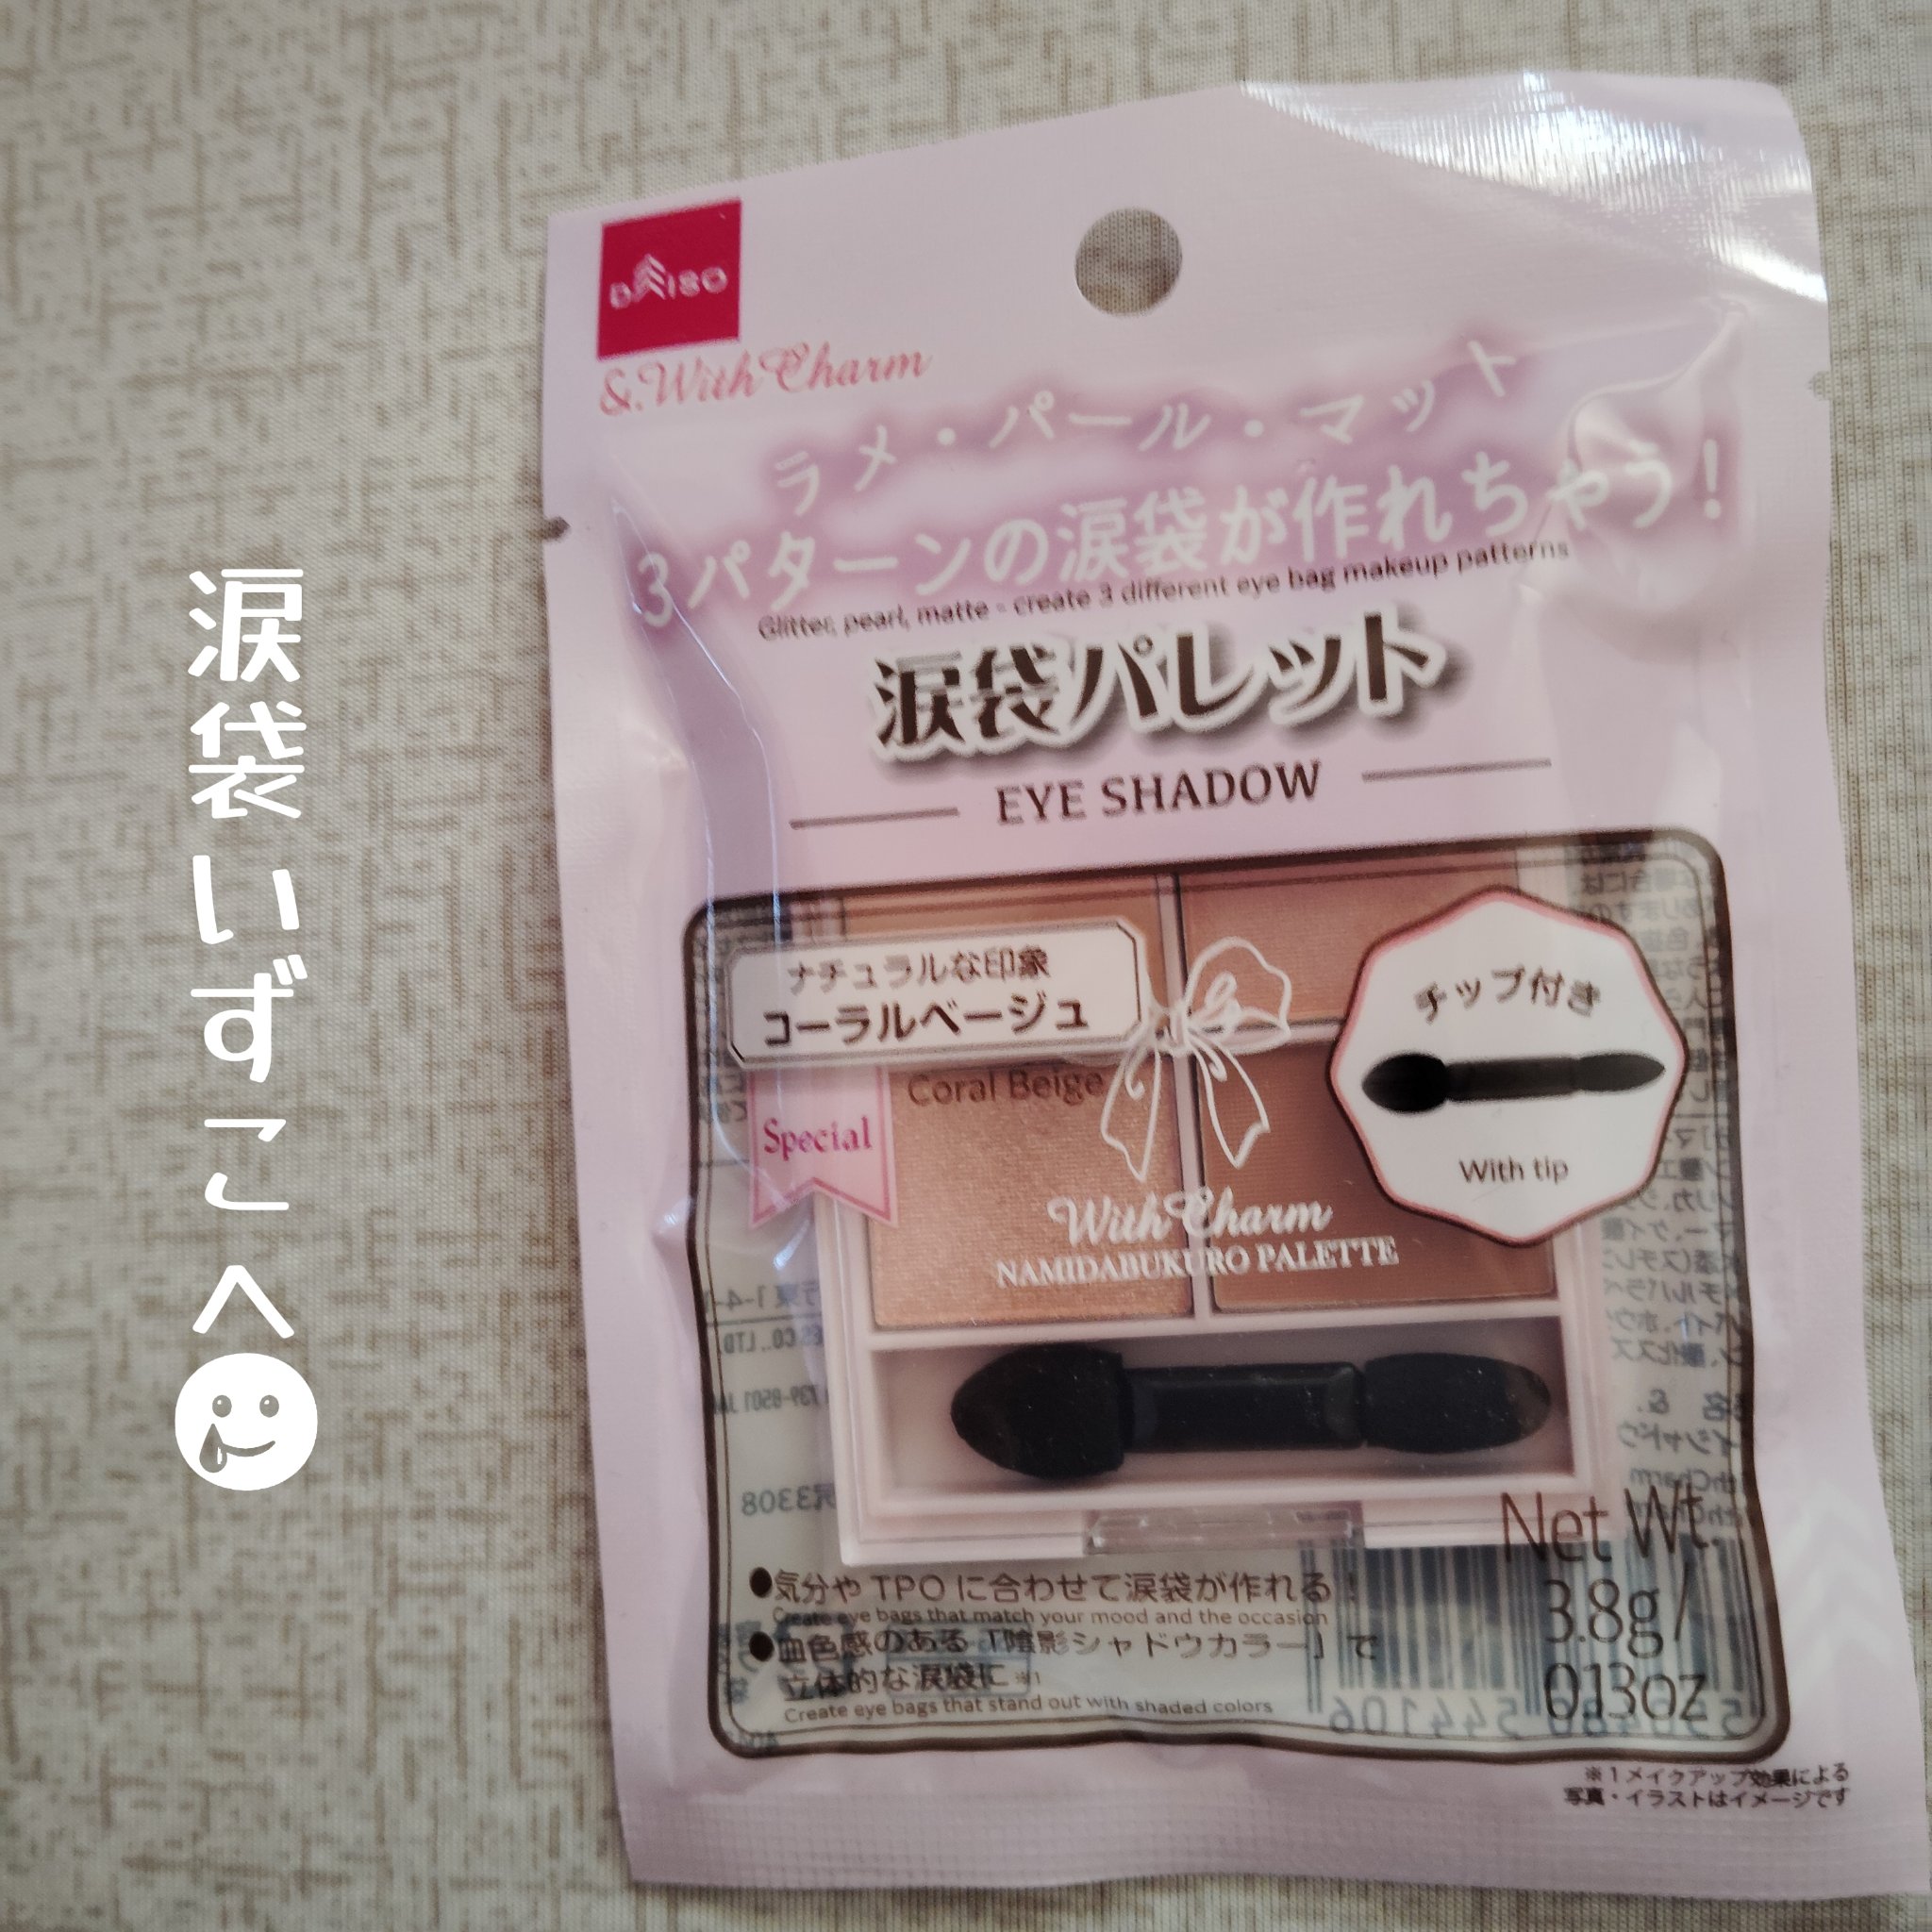 涙袋いずこへ🥲
DAISO
&.With Charm
ラメ・パール・マット
3パターンの涙袋が作れちゃう!
Glitter, pearl, matte - create 3 different eye bag makeup patterns
涙袋パレット
EYE SHADOW
ナチュラルな印象
コーラルベージュ
Coral Beige
Special
チップ付き
With tip
With Charm
NAMIDABUKURO PALETTE
Net Wt.
3.8g/
0.13oz
●気分やTPOに合わせて涙袋が作れる!
Create eye bags that match your mood and the occasion
●血色感のある「陰影シャドウカラー」で
立体的な涙袋に※1
Create eye bags that stand out with shaded colors
※1メイクアップ効果による
写真・イラストはイメージです